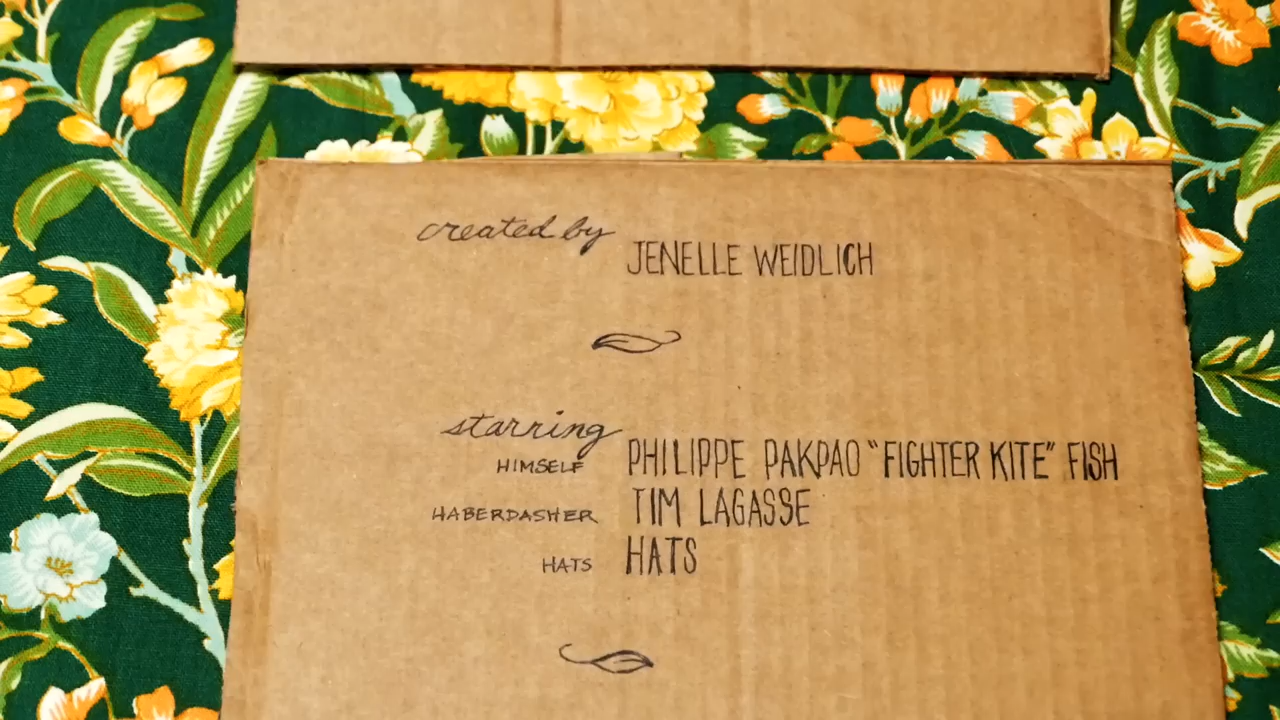 created by
JENELLE WEIDLICH
starring
HIMSELF PHILIPPE PAKPAO "FIGHTER KITE" FISH
HABERDASHER TIM LAGASSE
HATS HATS